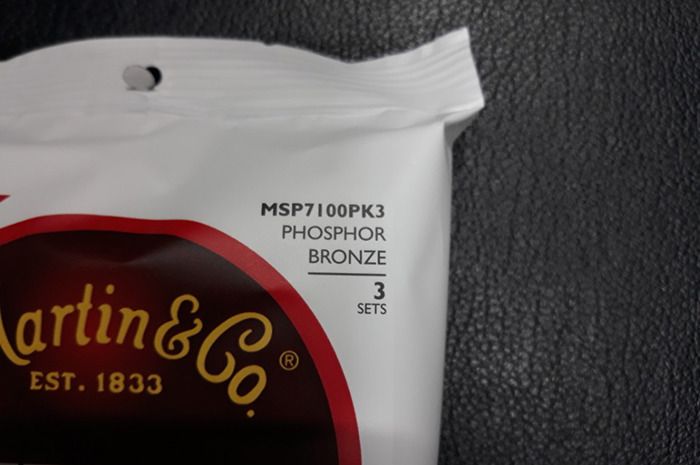 MSP7100PK3
PHOSPHOR
BRONZE
3
SETS
artin & Co.®
EST. 1833